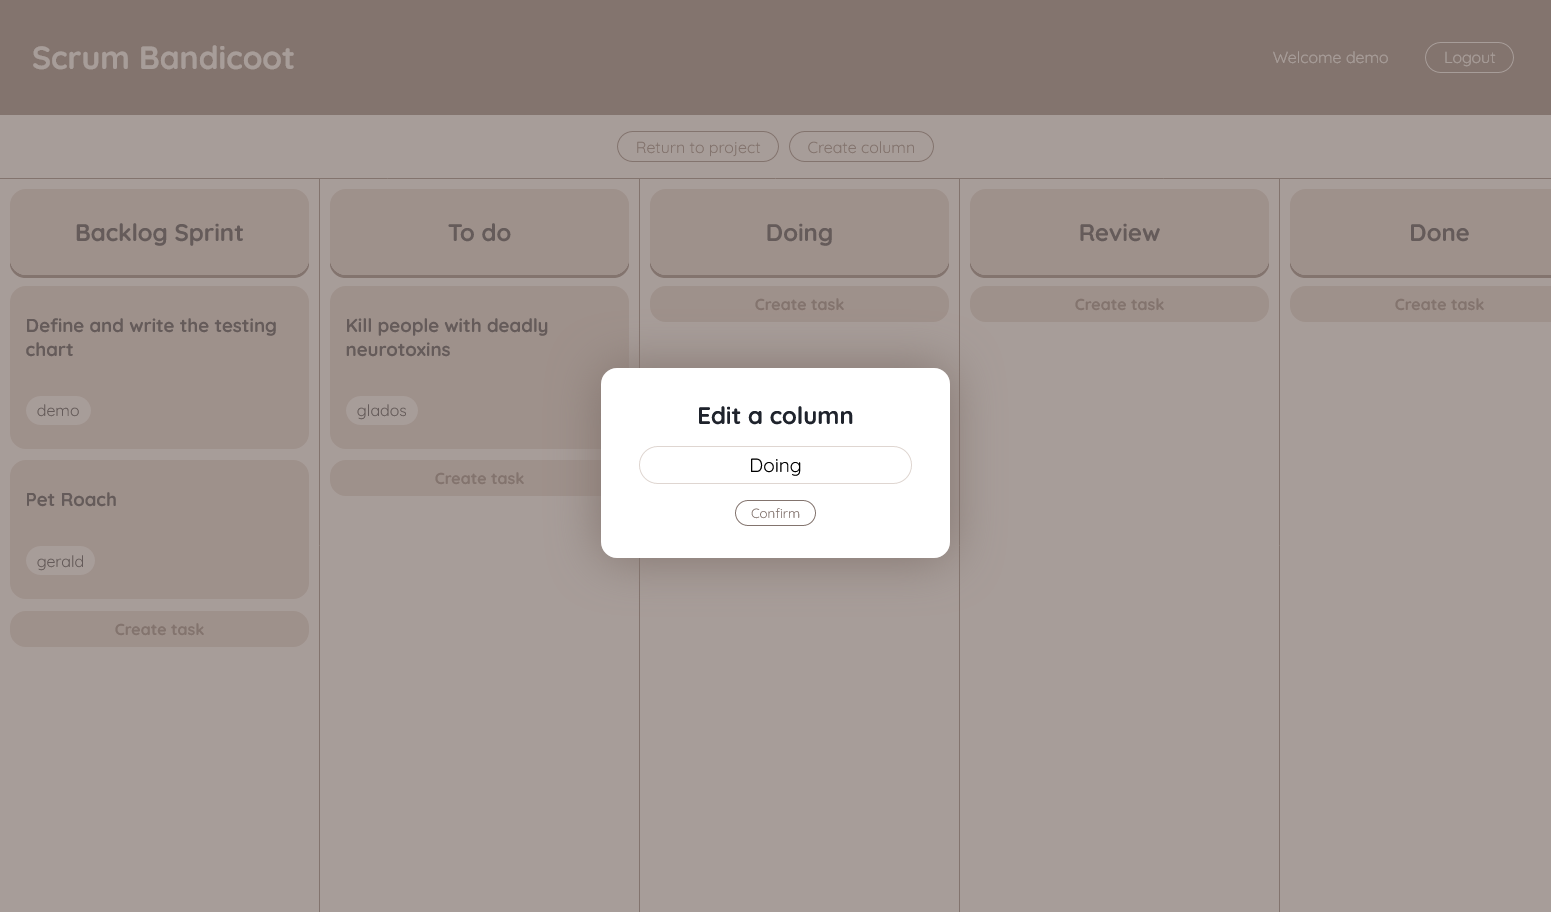 Scrum Bandicoot
Welcome demo
Logout
Return to project
Create column
Backlog Sprint
To do
Doing
Review
Done
Define and write the testing
chart
demo
Pet Roach
gerald
Create task
Kill people with deadly
neurotoxins
glados
Create task
Create task
Create task
Create task
Edit a column
Doing
Confirm